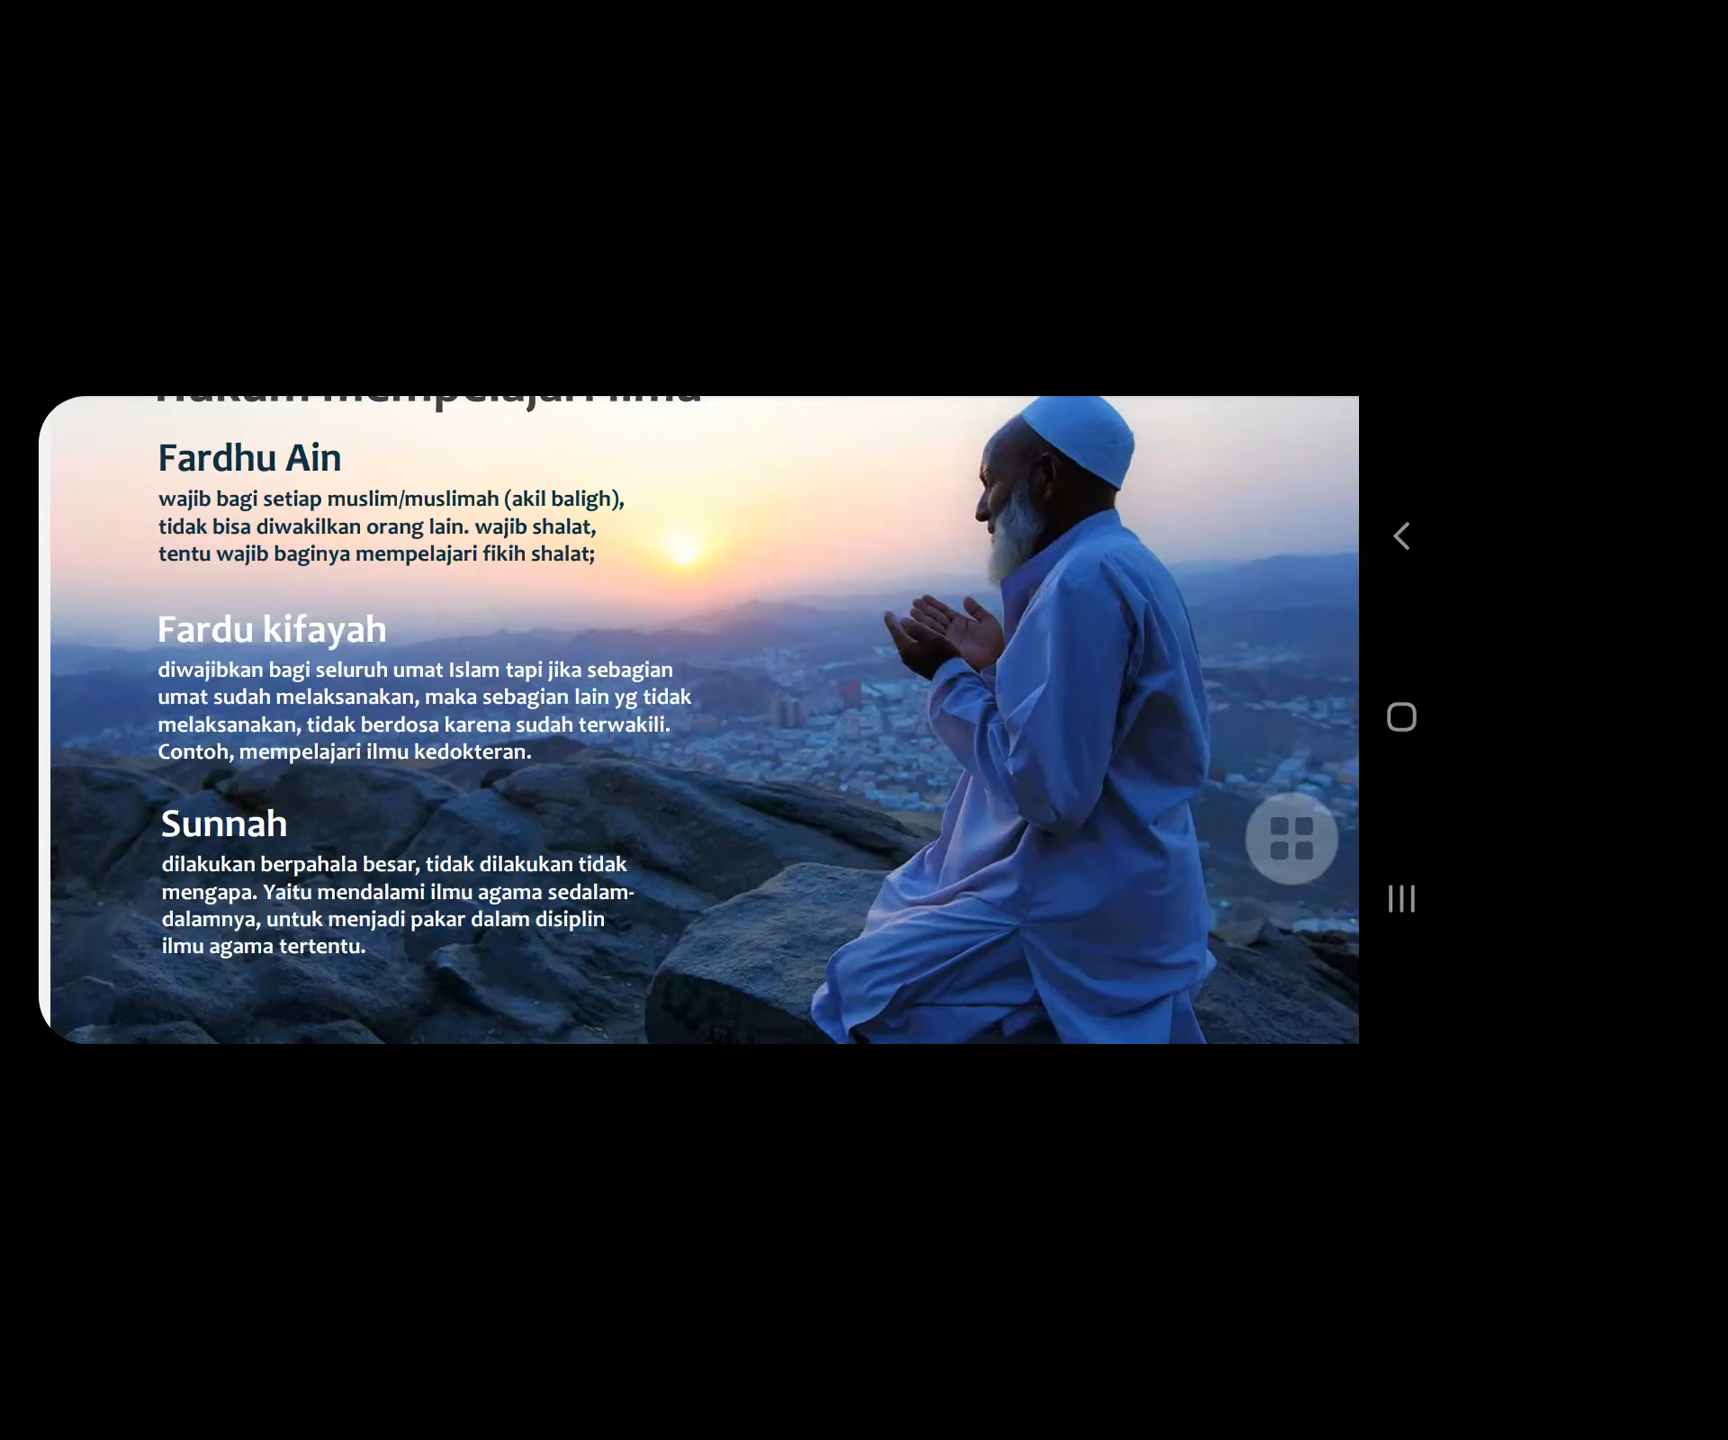 Hukum mempelajari ilmu
Fardhu Ain
wajib bagi setiap muslim/muslimah (akil baligh),
tidak bisa diwakilkan orang lain. wajib shalat,
tentu wajib baginya mempelajari fikih shalat;
Fardu kifayah
diwajibkan bagi seluruh umat Islam tapi jika sebagian
umat sudah melaksanakan, maka sebagian lain yg tidak
melaksanakan, tidak berdosa karena sudah terwakili.
Contoh, mempelajari ilmu kedokteran.
Sunnah
dilakukan berpahala besar, tidak dilakukan tidak
mengapa. Yaitu mendalami ilmu agama sedalam-
dalamnya, untuk menjadi pakar dalam disiplin
ilmu agama tertentu.